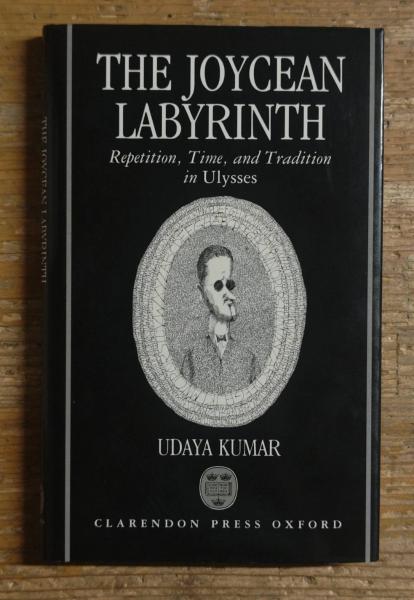 THE JOYCEAN
LABYRINTH
Repetition, Time, and Tradition
in Ulysses
UDAYA KUMAR
CLARENDON PRESS OXFORD
THE JOYCEAN LABYRINTH